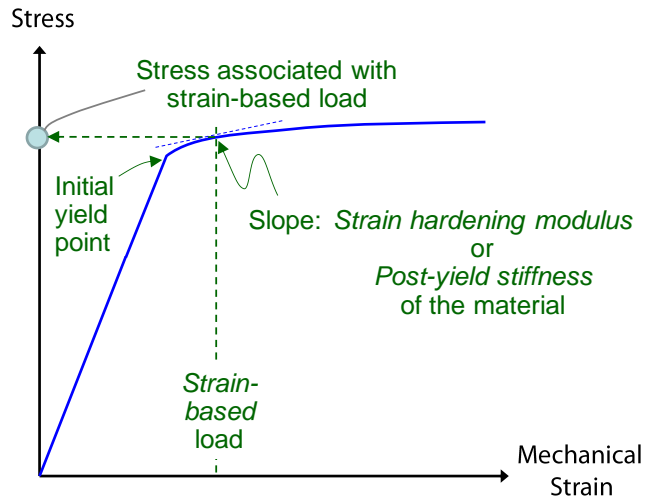 Stress
Stress associated with
strain-based load
Initial
yield
point
Slope: Strain hardening modulus
or
Post-yield stiffness
of the material
Strain-
based
load
Mechanical
Strain